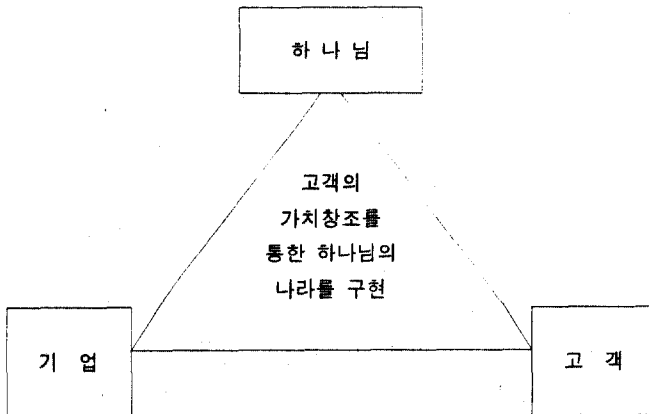 하 나 님
고객의
가치창조를
통한 하나님의
나라를 구현
기 업
고 객